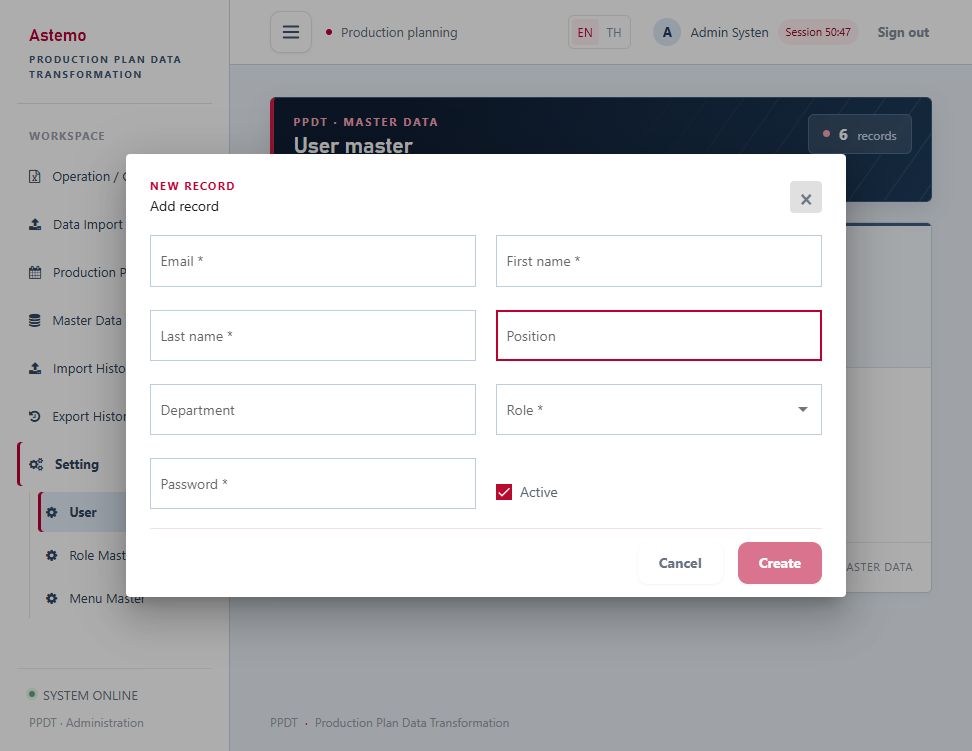 Astemo
PRODUCTION PLAN DATA
TRANSFORMATION
WORKSPACE
Operation /
Data Import
Production P
Master Data
Import Histo
Export Histor
Setting
User
Role Mast
Menu Master
SYSTEM ONLINE
PPDT · Administration
Production planning
EN TH
A Admin Systen
Session 50:47
Sign out
PPDT · MASTER DATA
User master
6 records
NEW RECORD
Add record
×
Email *
First name *
Last name *
Position
Department
Role *
Password *
Active
Cancel
Create
ASTER DATA
PPDT · Production Plan Data Transformation